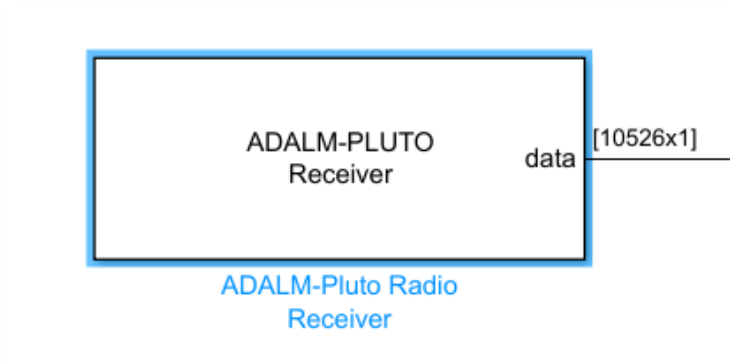 ADALM-PLUTO
Receiver
data
[10526x1]
ADALM-Pluto Radio
Receiver